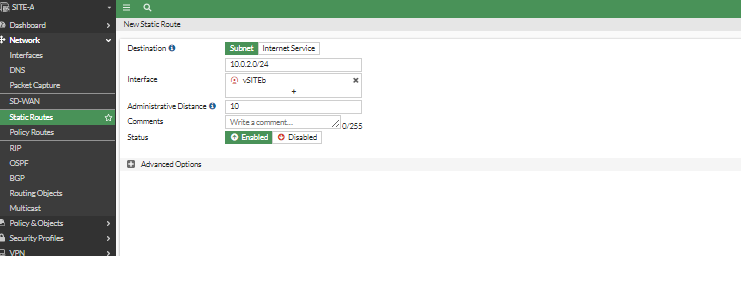 SITE-A
Dashboard
Network
Interfaces
DNS
Packet Capture
SD-WAN
Static Routes
Policy Routes
RIP
OSPF
BGP
Routing Objects
Multicast
Policy & Objects
Security Profiles
VPN
New Static Route
Destination
Subnet Internet Service
10.0.2.0/24
Interface
vSITEb
+
Administrative Distance
10
Comments
Write a comment...
0/255
Status
Enabled Disabled
Advanced Options